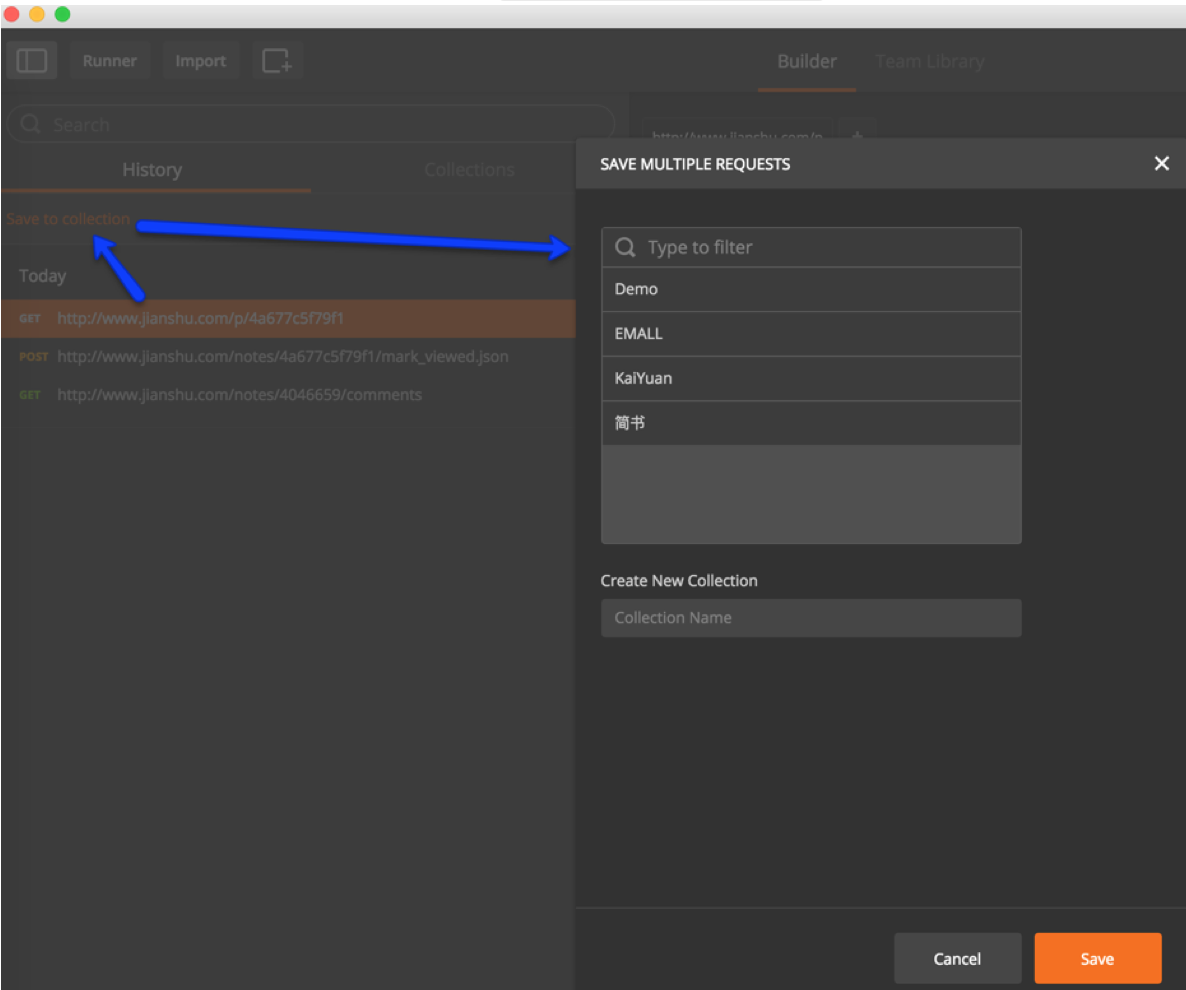 Runner Import
Builder Team Library
Search
http://www.jianshu.com/p
History Collections
SAVE MULTIPLE REQUESTS
Save to collection
Type to filter
Today
Demo
GET http://www.jianshu.com/p/4a677c5f79f1
EMALL
POST http://www.jianshu.com/notes/4a677c5f79f1/mark_viewed.json
KaiYuan
GET http://www.jianshu.com/notes/4046659/comments
简书
Create New Collection
Collection Name
Cancel Save